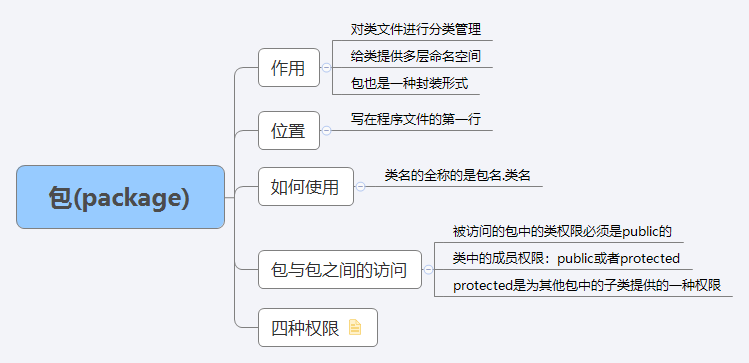 包(package)
作用
对类文件进行分类管理
给类提供多层命名空间
包也是一种封装形式
位置
写在程序文件的第一行
如何使用
类名的全称的是包名.类名
包与包之间的访问
被访问的包中的类权限必须是public的
类中的成员权限：public或者protected
protected是为其他包中的子类提供的一种权限
四种权限